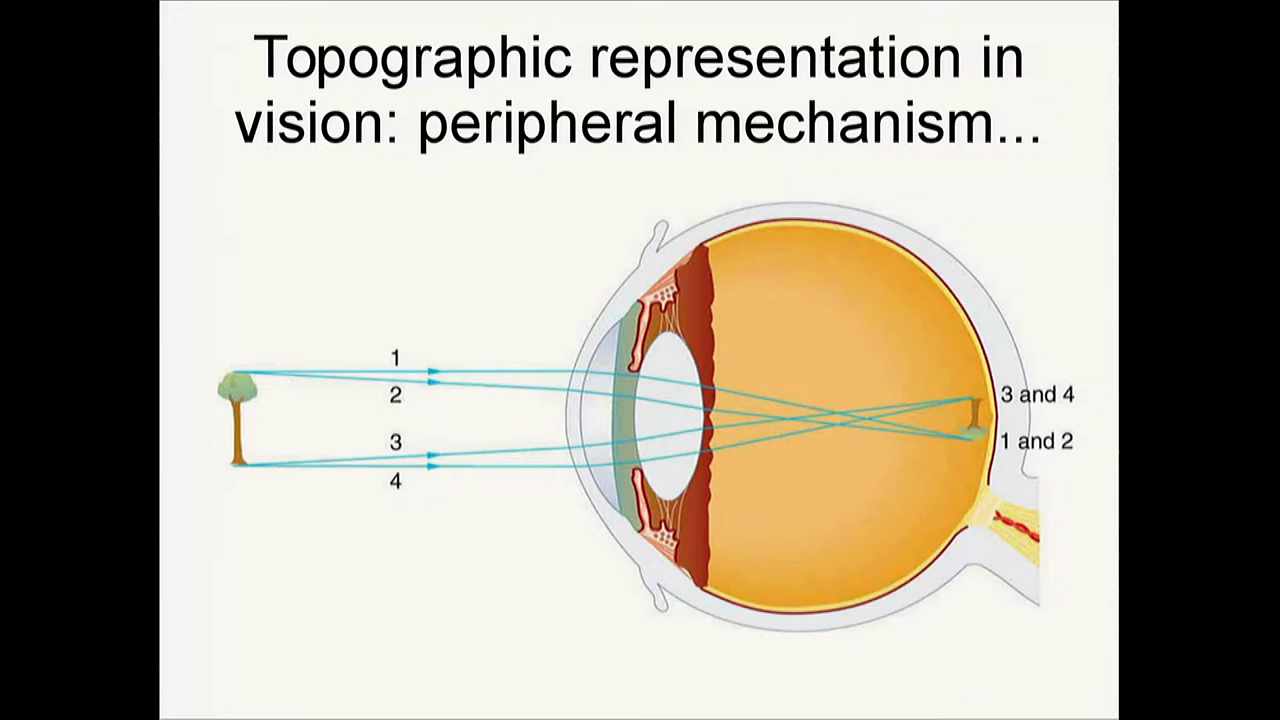 Topographic representation in
vision: peripheral mechanism...
1
2
3
4
3 and 4
1 and 2